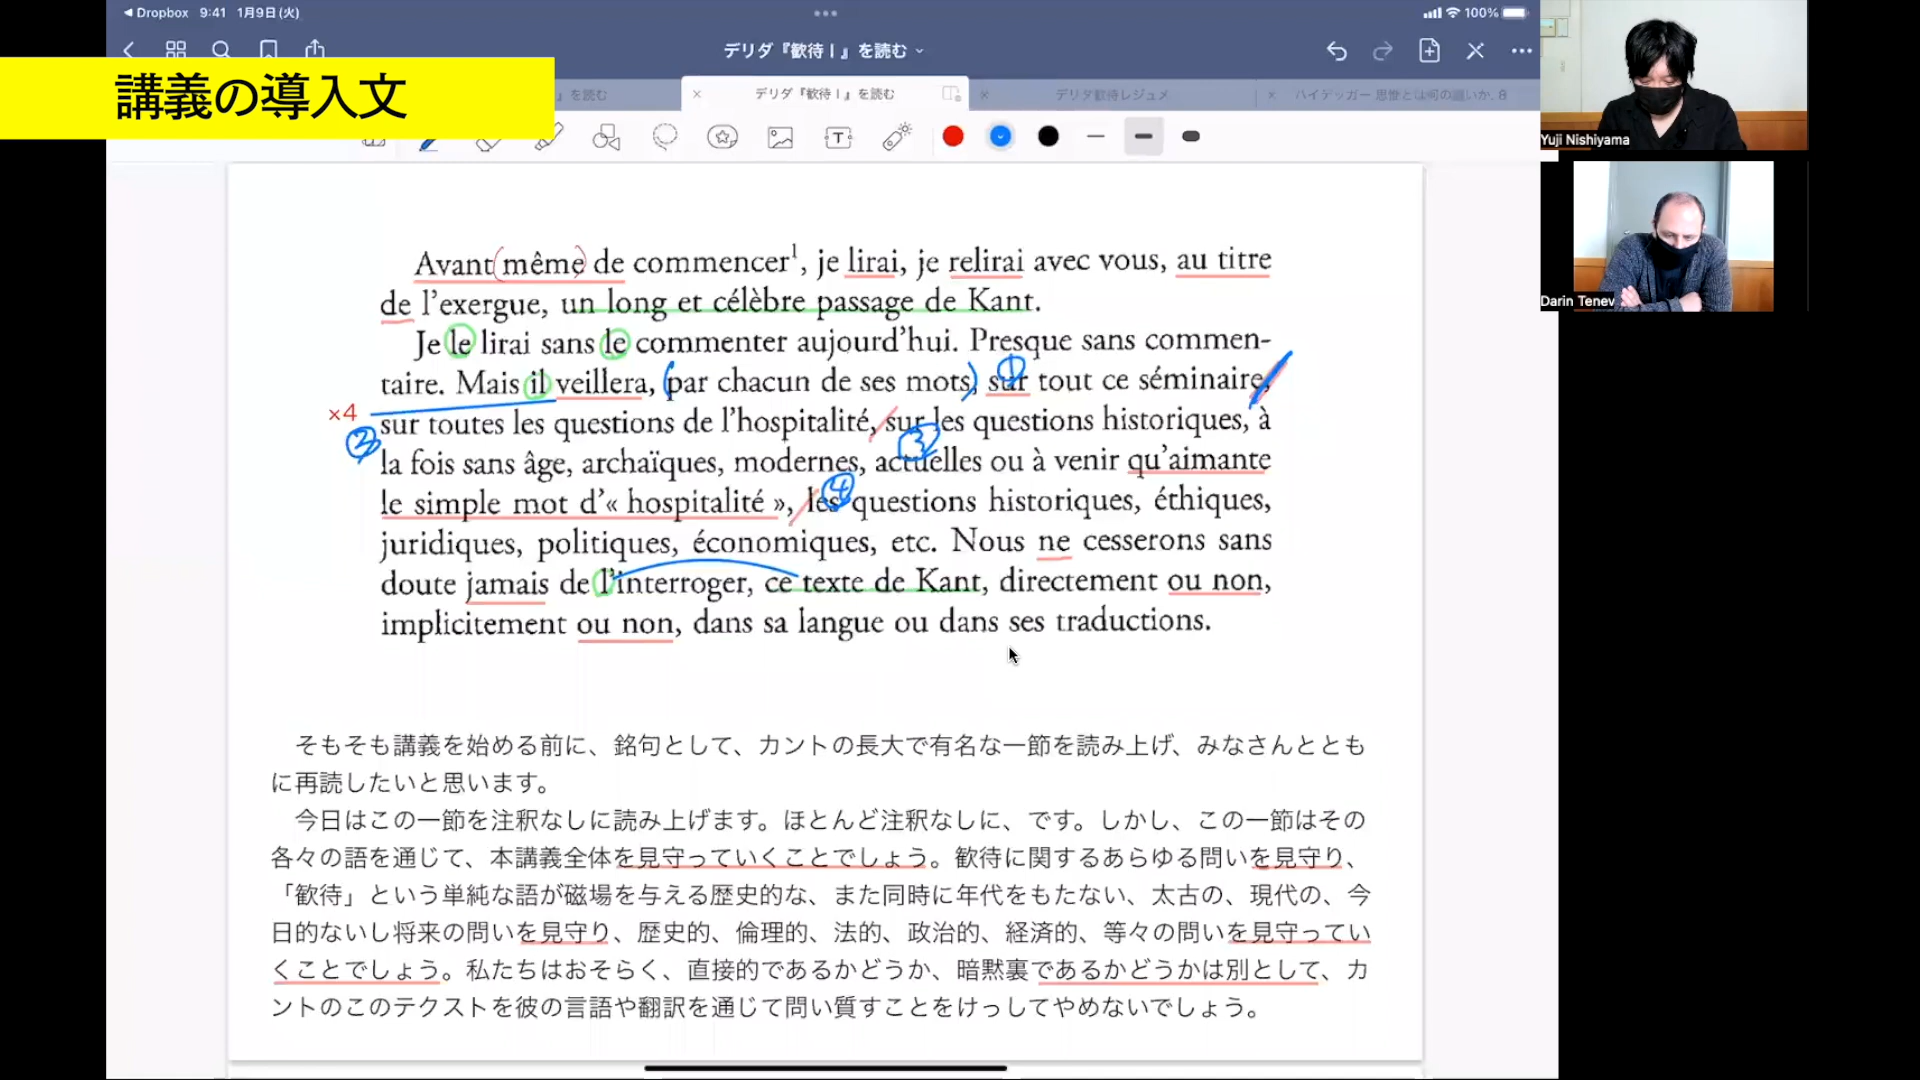 Dropbox 9:41 1月9日(火)
100%
デリダ『歓待Ⅰ』を読む
講義の導入文
』を読む
デリダ『歓待Ⅰ』を読む
デリダ歓待レジュメ
Yuji Nishiyama
Darin Tenev
Avant (même) de commencer¹, je lirai, je relirai avec vous, au titre
de l'exergue, un long et célèbre passage de Kant.
Je le lirai sans le commenter aujourd'hui. Presque sans commen-
taire. Mais il veillera, (par chacun de ses mots) sur tout ce séminaire,
①
×4
sur toutes les questions de l'hospitalité, sur les questions historiques, à
②
③
la fois sans âge, archaïques, modernes, actuelles ou à venir qu'aimante
④
le simple mot d'« hospitalité », les questions historiques, éthiques,
juridiques, politiques, économiques, etc. Nous ne cesserons sans
doute jamais de l'interroger, ce texte de Kant, directement ou non,
implicitement ou non, dans sa langue ou dans ses traductions.
そもそも講義を始める前に、銘句として、カントの長大で有名な一節を読み上げ、みなさんととも
に再読したいと思います。
今日はこの一節を注釈なしに読み上げます。ほとんど注釈なしに、です。しかし、この一節はその
各々の語を通じて、本講義全体を見守っていくことでしょう。歓待に関するあらゆる問いを見守り、
「歓待」という単純な語が磁場を与える歴史的な、また同時に年代をもたない、太古の、現代の、今
日的ないし将来の問いを見守り、歴史的、倫理的、法的、政治的、経済的、等々の問いを見守ってい
くことでしょう。私たちはおそらく、直接的であるかどうか、暗黙裏であるかどうかは別として、カ
ントのこのテクストを彼の言語や翻訳を通じて問い質すことをけっしてやめないでしょう。